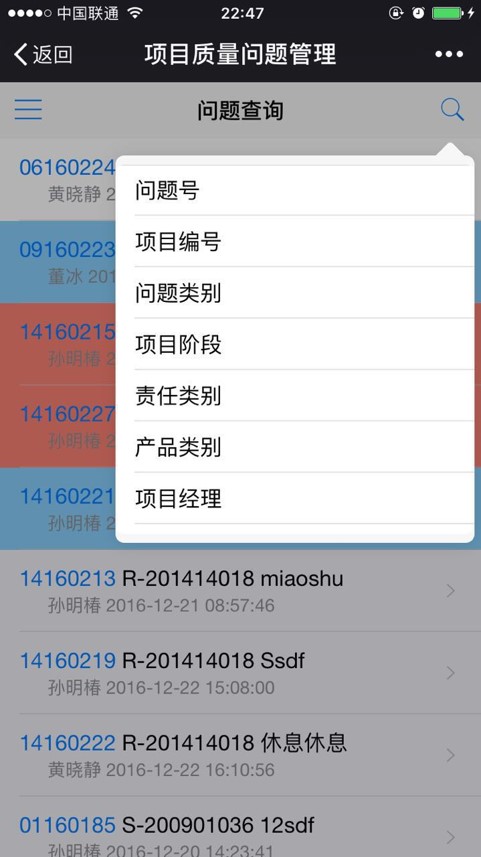 中国联通 22:47
返回 项目质量问题管理
问题查询
06160224
黄晓静 2
问题号
项目编号
09160223
董冰 201
问题类别
14160215
孙明椿 2
项目阶段
责任类别
14160227
孙明椿 2
产品类别
14160221
孙明椿 2
项目经理
14160213 R-201414018 miaoshu
孙明椿 2016-12-21 08:57:46
14160219 R-201414018 Ssdf
孙明椿 2016-12-22 15:08:00
14160222 R-201414018 休息休息
黄晓静 2016-12-22 16:10:56
01160185 S-200901036 12sdf
孙明椿 2016-12-20 14:23:41